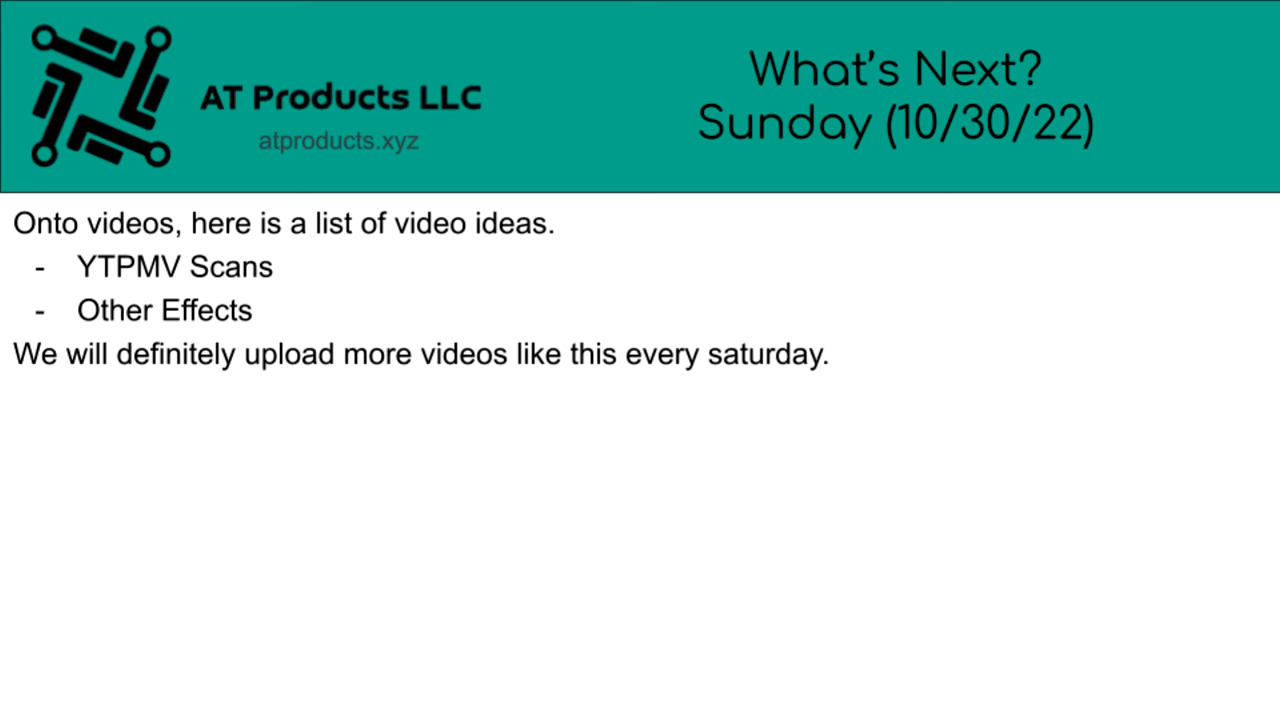 AT Products LLC
atproducts.xyz
What's Next?
Sunday (10/30/22)
Onto videos, here is a list of video ideas.
- YTPMV Scans
- Other Effects
We will definitely upload more videos like this every saturday.